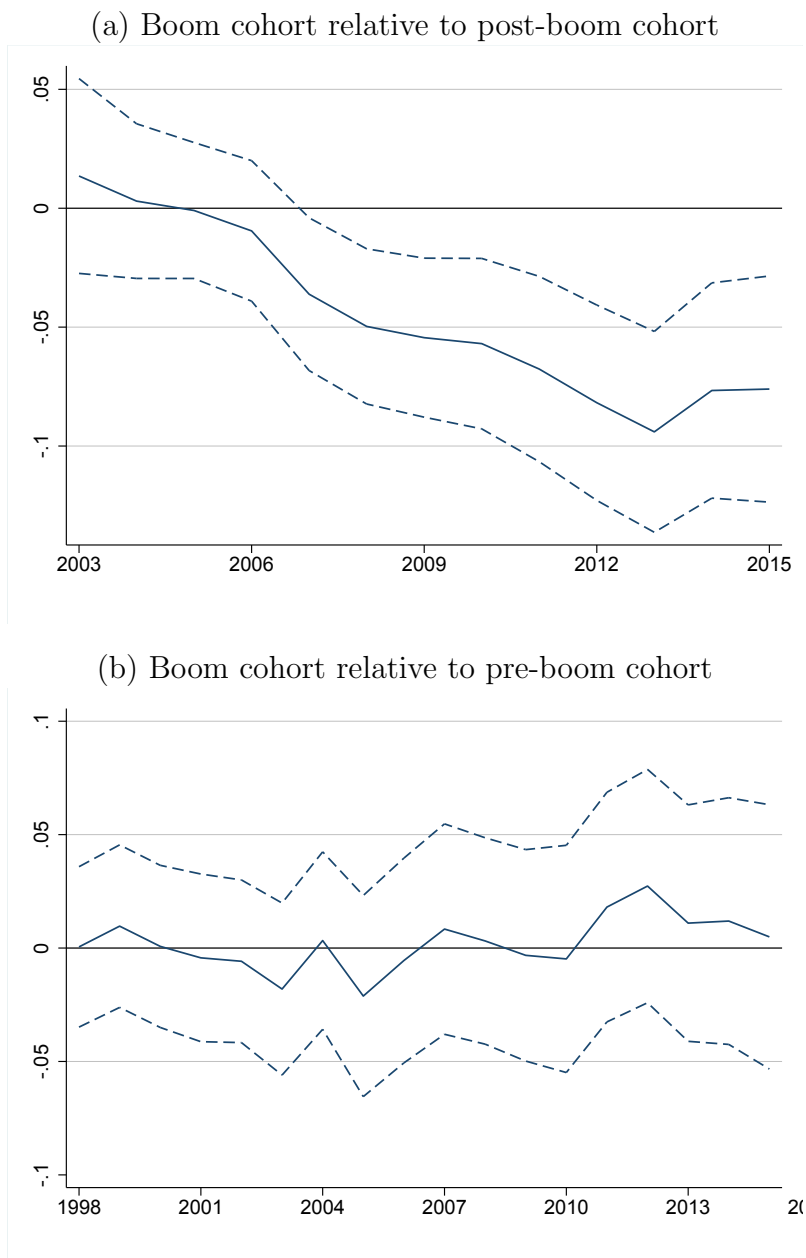 (a) Boom cohort relative to post-boom cohort
.05
0
-.05
-.1
2003 2006 2009 2012 2015
(b) Boom cohort relative to pre-boom cohort
.1
.05
0
-.05
-.1
1998 2001 2004 2007 2010 2013